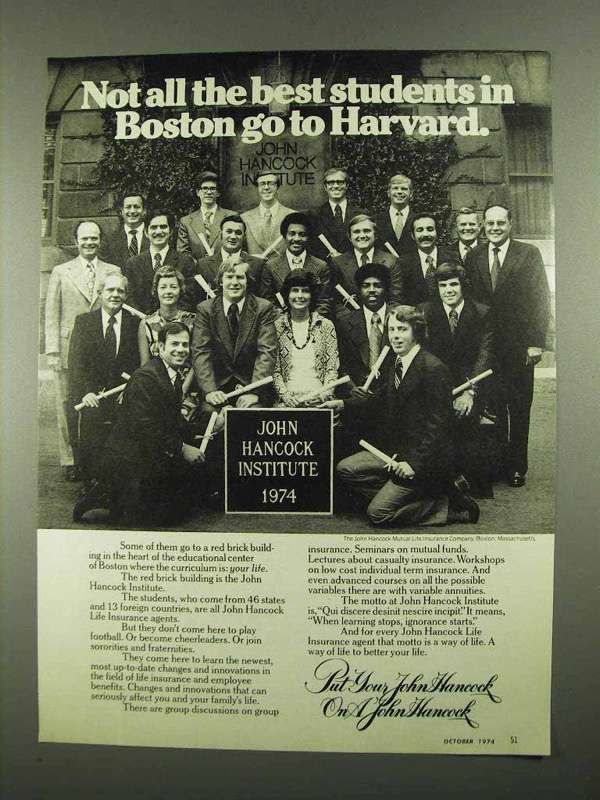 Not all the best students in
Boston go to Harvard.
JOHN
HANCOCK
INSTITUTE
JOHN
HANCOCK
INSTITUTE
1974
The John Hancock Mutual Life Insurance Company, Boston, Massachusetts.
Some of them go to a red brick build-
ing in the heart of the educational center
of Boston where the curriculum is: your life.
The red brick building is the John
Hancock Institute.
The students, who come from 46 states
and 13 foreign countries, are all John Hancock
Life Insurance agents.
But they don't come here to play
football. Or become cheerleaders. Or join
sororities and fraternities.
They come here to learn the newest,
most up-to-date changes and innovations in
the field of life insurance and employee
benefits. Changes and innovations that can
seriously affect you and your family's life.
There are group discussions on group
insurance. Seminars on mutual funds.
Lectures about casualty insurance. Workshops
on low cost individual term insurance. And
even advanced courses on all the possible
variables there are with variable annuities.
The motto at John Hancock Institute
is, "Qui discere desinit nescire incipit." It means,
"When learning stops, ignorance starts."
And for every John Hancock Life
Insurance agent that motto is a way of life. A
way of life to better your life.
Put Your John Hancock
On A John Hancock
OCTOBER 1974 51